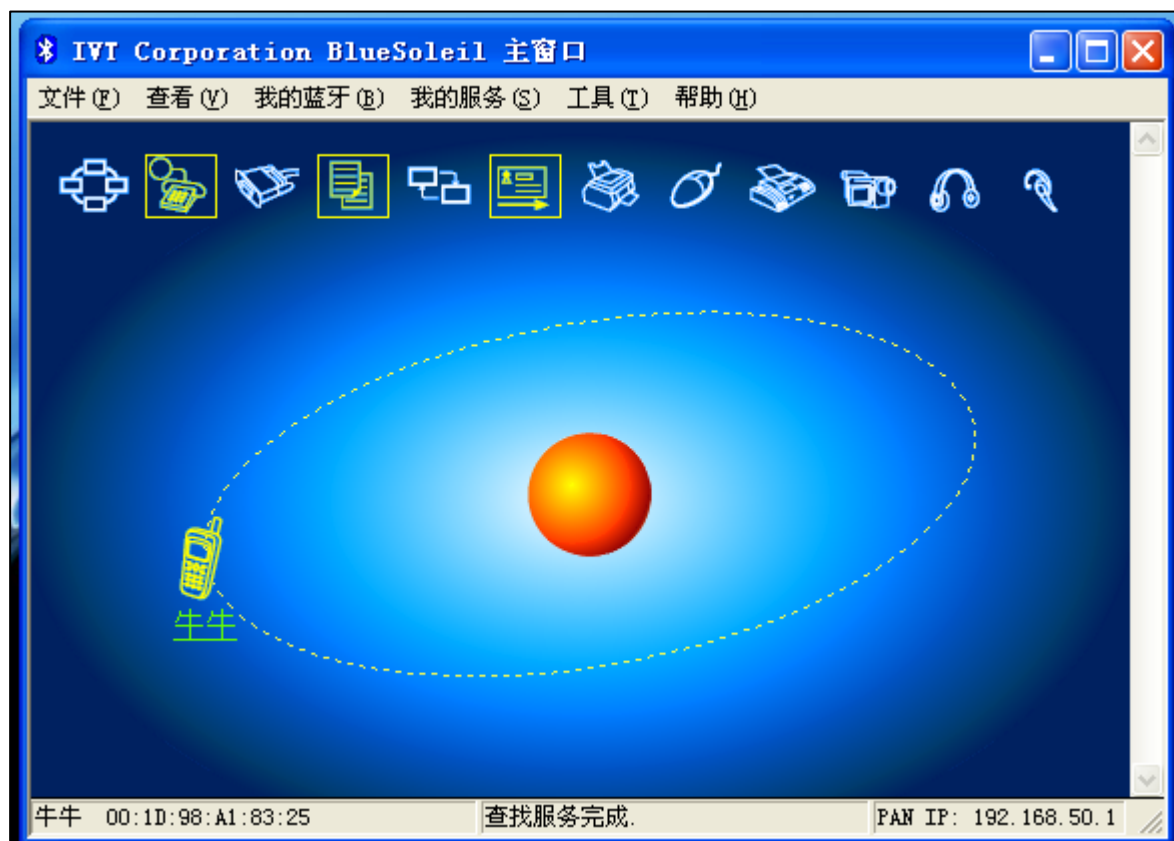 IVT Corporation BlueSoleil 主窗口
文件(F) 查看(V) 我的蓝牙(B) 我的服务(S) 工具(T) 帮助(H)
牛牛
牛牛 00:1D:98:A1:83:25 查找服务完成. PAN IP: 192.168.50.1